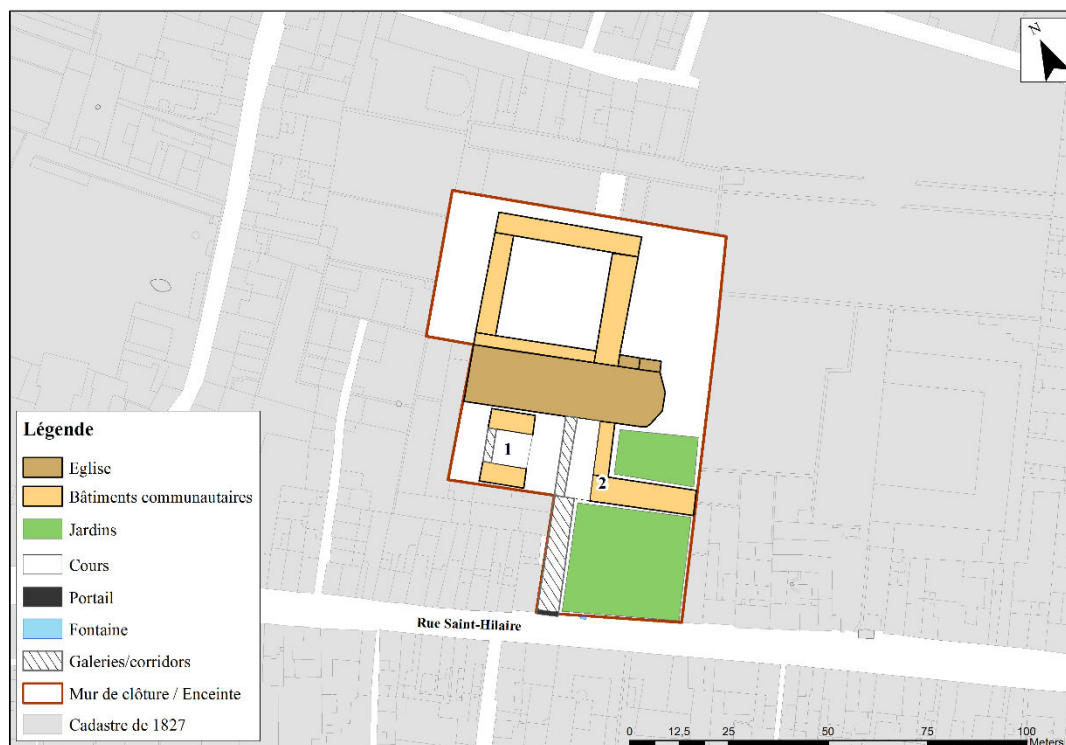 N
1
2
Rue Saint-Hilaire
Légende
Eglise
Bâtiments communautaires
Jardins
Cours
Portail
Fontaine
Galeries/corridors
Mur de clôture / Enceinte
Cadastre de 1827
0 12,5 25 50 75 100
Meters